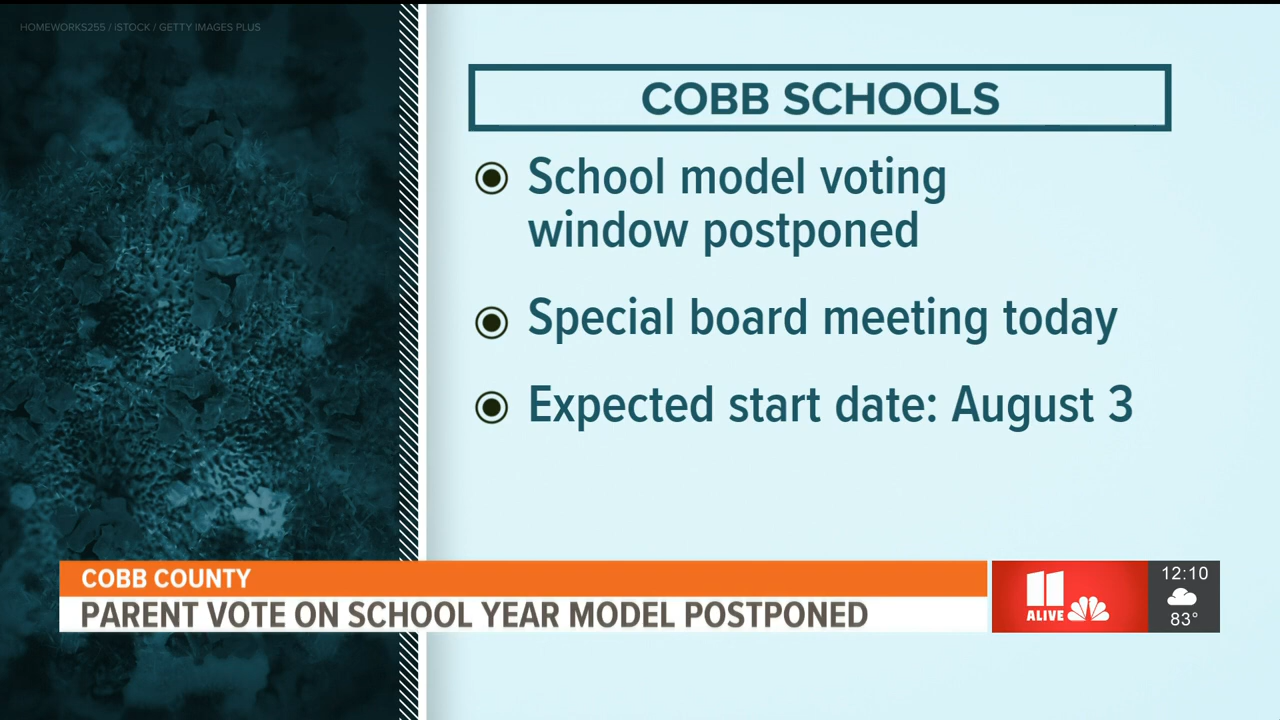 HOMEWORKS255 / iSTOCK / GETTY IMAGES PLUS
COBB SCHOOLS
School model voting
window postponed
Special board meeting today
Expected start date: August 3
COBB COUNTY
PARENT VOTE ON SCHOOL YEAR MODEL POSTPONED
11
ALIVE
12:10
83°